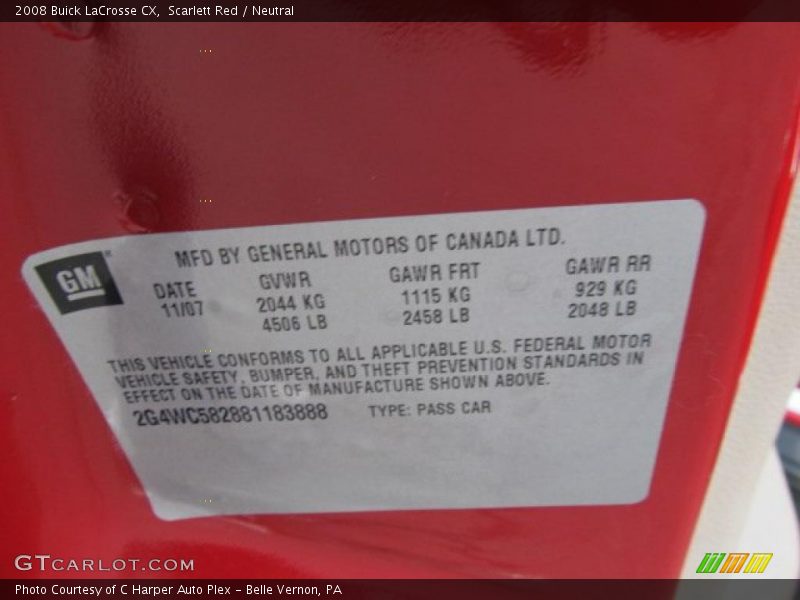 2008 Buick LaCrosse CX,  Scarlett Red / Neutral
MFD BY GENERAL MOTORS OF CANADA LTD.
GM
DATE GVWR GAWR FRT GAWR RR
11/07 2044 KG 1115 KG 929 KG
4506 LB 2458 LB 2048 LB
THIS VEHICLE CONFORMS TO ALL APPLICABLE U.S. FEDERAL MOTOR
VEHICLE SAFETY, BUMPER, AND THEFT PREVENTION STANDARDS IN
EFFECT ON THE DATE OF MANUFACTURE SHOWN ABOVE.
2G4WC582881183888 TYPE: PASS CAR
GTCARLOT.COM
Photo Courtesy of C Harper Auto Plex - Belle Vernon, PA